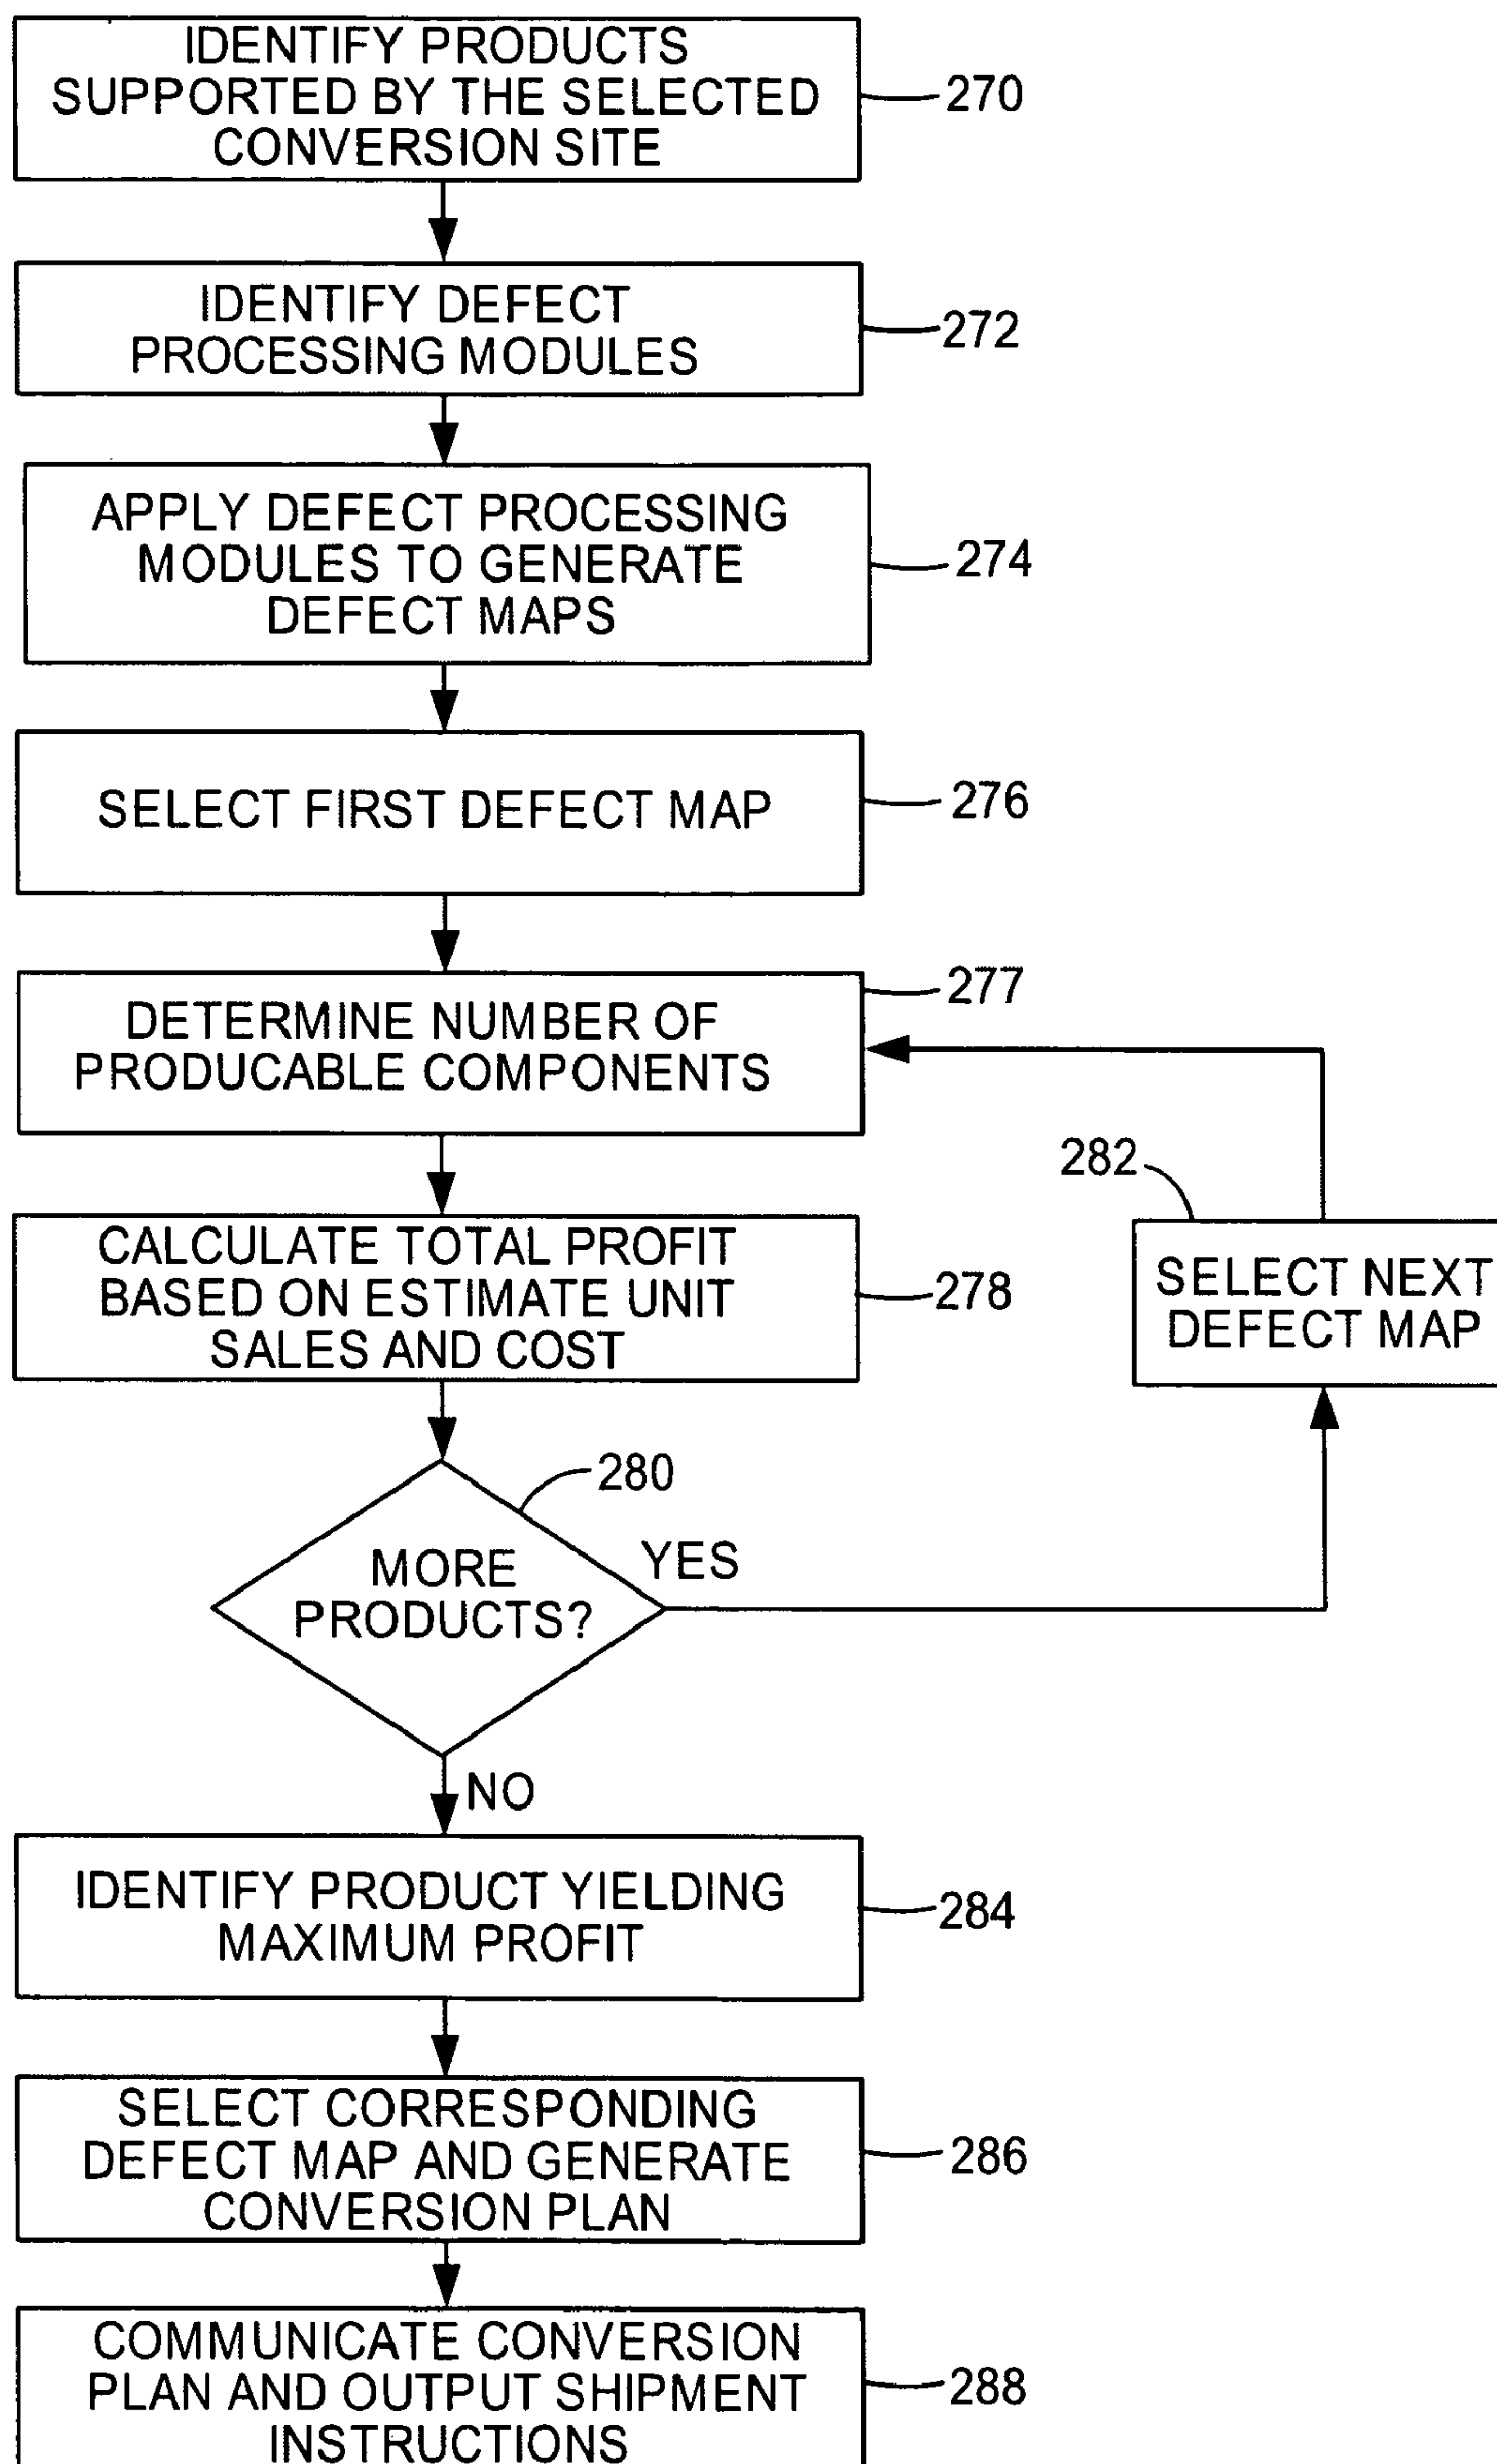 IDENTIFY PRODUCTS
SUPPORTED BY THE SELECTED
CONVERSION SITE
270
IDENTIFY DEFECT
PROCESSING MODULES
272
APPLY DEFECT PROCESSING
MODULES TO GENERATE
DEFECT MAPS
274
SELECT FIRST DEFECT MAP
276
DETERMINE NUMBER OF
PRODUCABLE COMPONENTS
277
CALCULATE TOTAL PROFIT
BASED ON ESTIMATE UNIT
SALES AND COST
278
282
SELECT NEXT
DEFECT MAP
MORE
PRODUCTS?
280
YES
NO
IDENTIFY PRODUCT YIELDING
MAXIMUM PROFIT
284
SELECT CORRESPONDING
DEFECT MAP AND GENERATE
CONVERSION PLAN
286
COMMUNICATE CONVERSION
PLAN AND OUTPUT SHIPMENT
INSTRUCTIONS
288